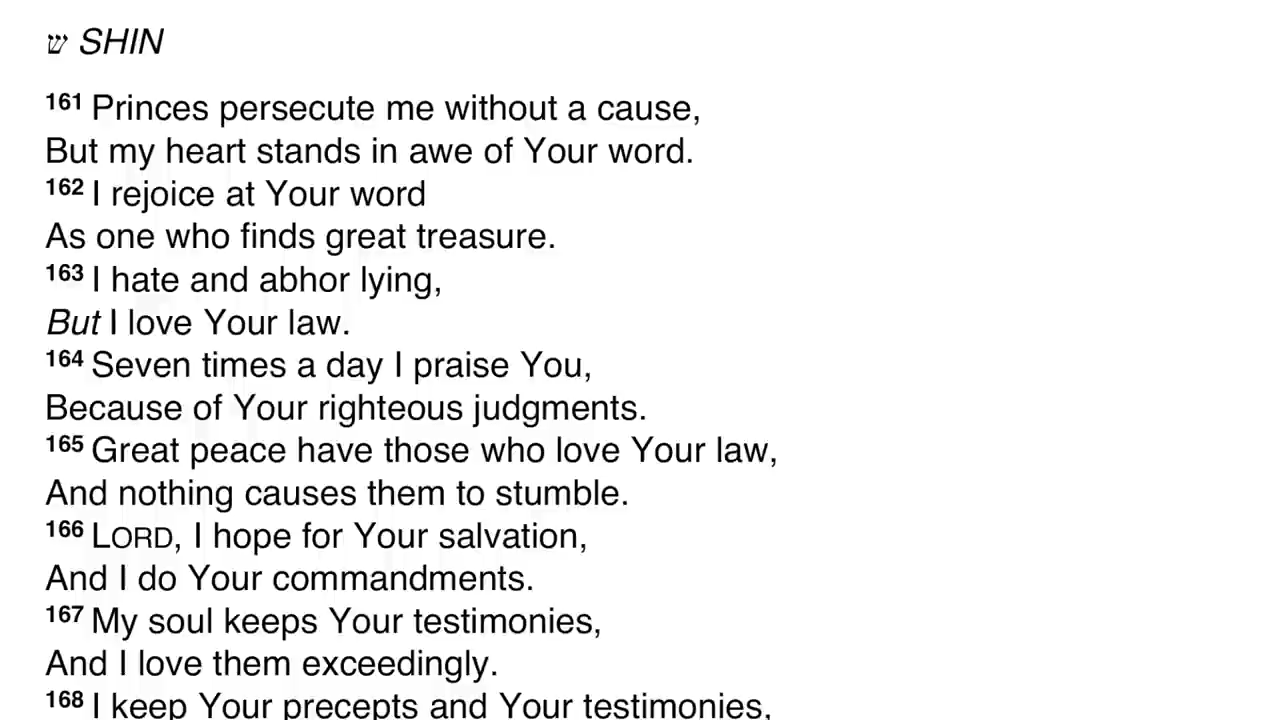 ש SHIN
161 Princes persecute me without a cause,
But my heart stands in awe of Your word.
162 I rejoice at Your word
As one who finds great treasure.
163 I hate and abhor lying,
But I love Your law.
164 Seven times a day I praise You,
Because of Your righteous judgments.
165 Great peace have those who love Your law,
And nothing causes them to stumble.
166 LORD, I hope for Your salvation,
And I do Your commandments.
167 My soul keeps Your testimonies,
And I love them exceedingly.
168 I keep Your precepts and Your testimonies,